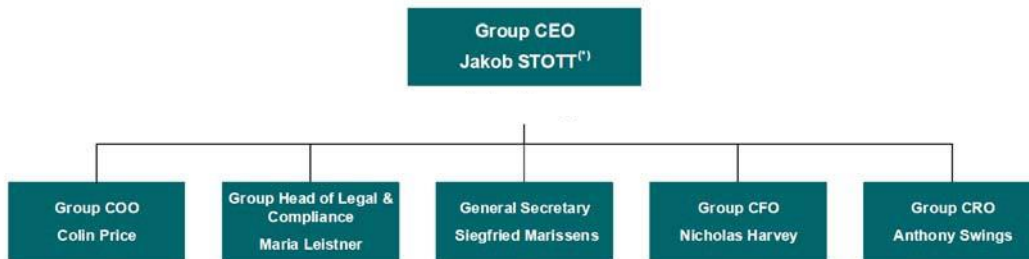 Group CEO
Jakob STOTT(*)
Group COO
Colin Price
Group Head of Legal &
Compliance
Maria Leistner
General Secretary
Siegfried Marissens
Group CFO
Nicholas Harvey
Group CRO
Anthony Swings